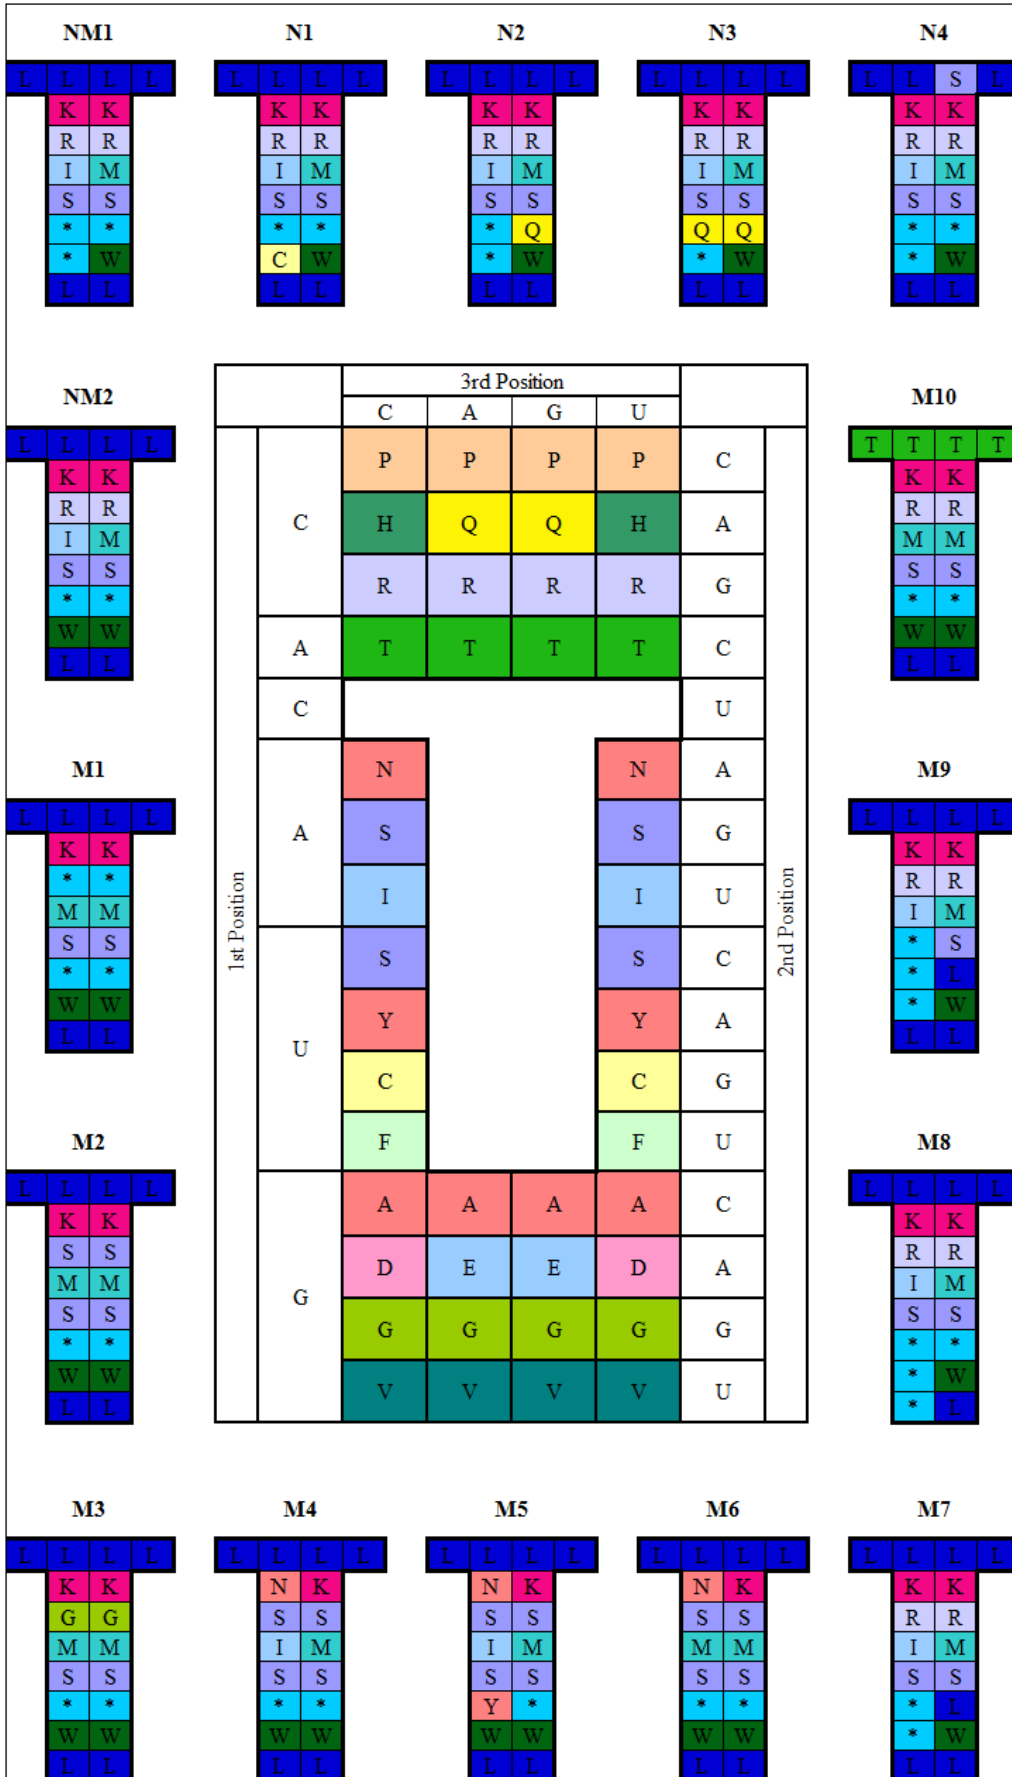 NM1 N1 N2 N3 N4
L L L L L L L L L L L L L L L L L L S L
K K K K K K K K K K
R R R R R R R R R R
I M I M I M I M I M
S S S S S S S S S S
* * * * * Q Q Q * *
* W C W * W * W * W
L L L L L L L L L L
3rd Position
NM2 M10
C A G U
L L L L C P P P P C T T T T
K K K K
R R H Q Q H A R R
I M M M
S S R R R R G S S
* * * *
W W A T T T T C W W
L L L L
C U
M1 M9
A N N A
L L L L S S G L L L L
K K K K
* * R R
M M I I U I M
S S * S
* * U S S C * L
W W * W
L L Y Y A L L
1st Position 2nd Position
C C G
M2 M8
F F U
L L L L G A A A A C L L L L
K K K K
S S D E E D A R R
M M I M
S S G G G G G S S
* * * *
W W V V V V U * W
L L * L
M3 M4 M5 M6 M7
L L L L L L L L L L L L L L L L L L L L
K K N K N K N K K K
G G S S S S S S R R
M M I M I M M M I M
S S S S S S S S S S
* * * * Y * * * * L
W W W W W W W W * W
L L L L L L L L L L